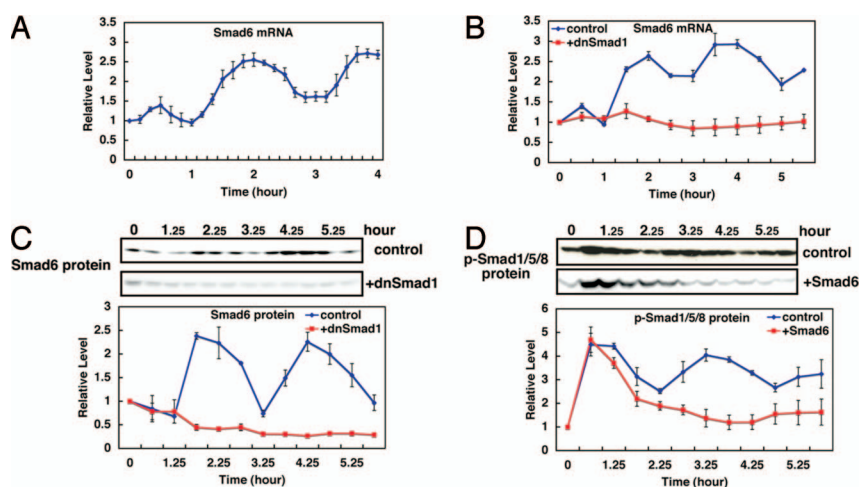 A
Smad6 mRNA
Relative Level
3.5
3
2.5
2
1.5
1
0.5
0
0 1 2 3 4
Time (hour)
B
Smad6 mRNA
control
+dnSmad1
Relative Level
3.5
3
2.5
2
1.5
1
0.5
0
0 1 2 3 4 5
Time (hour)
C
0 1.25 2.25 3.25 4.25 5.25 hour
Smad6 protein
control
+dnSmad1
Smad6 protein
control
+dnSmad1
Relative Level
3
2.5
2
1.5
1
0.5
0
0 1.25 2.25 3.25 4.25 5.25
Time (hour)
D
0 1.25 2.25 3.25 4.25 5.25 hour
p-Smad1/5/8
protein
control
+Smad6
p-Smad1/5/8 protein
control
+Smad6
Relative Level
6
5
4
3
2
1
0
0 1.25 2.25 3.25 4.25 5.25
Time (hour)